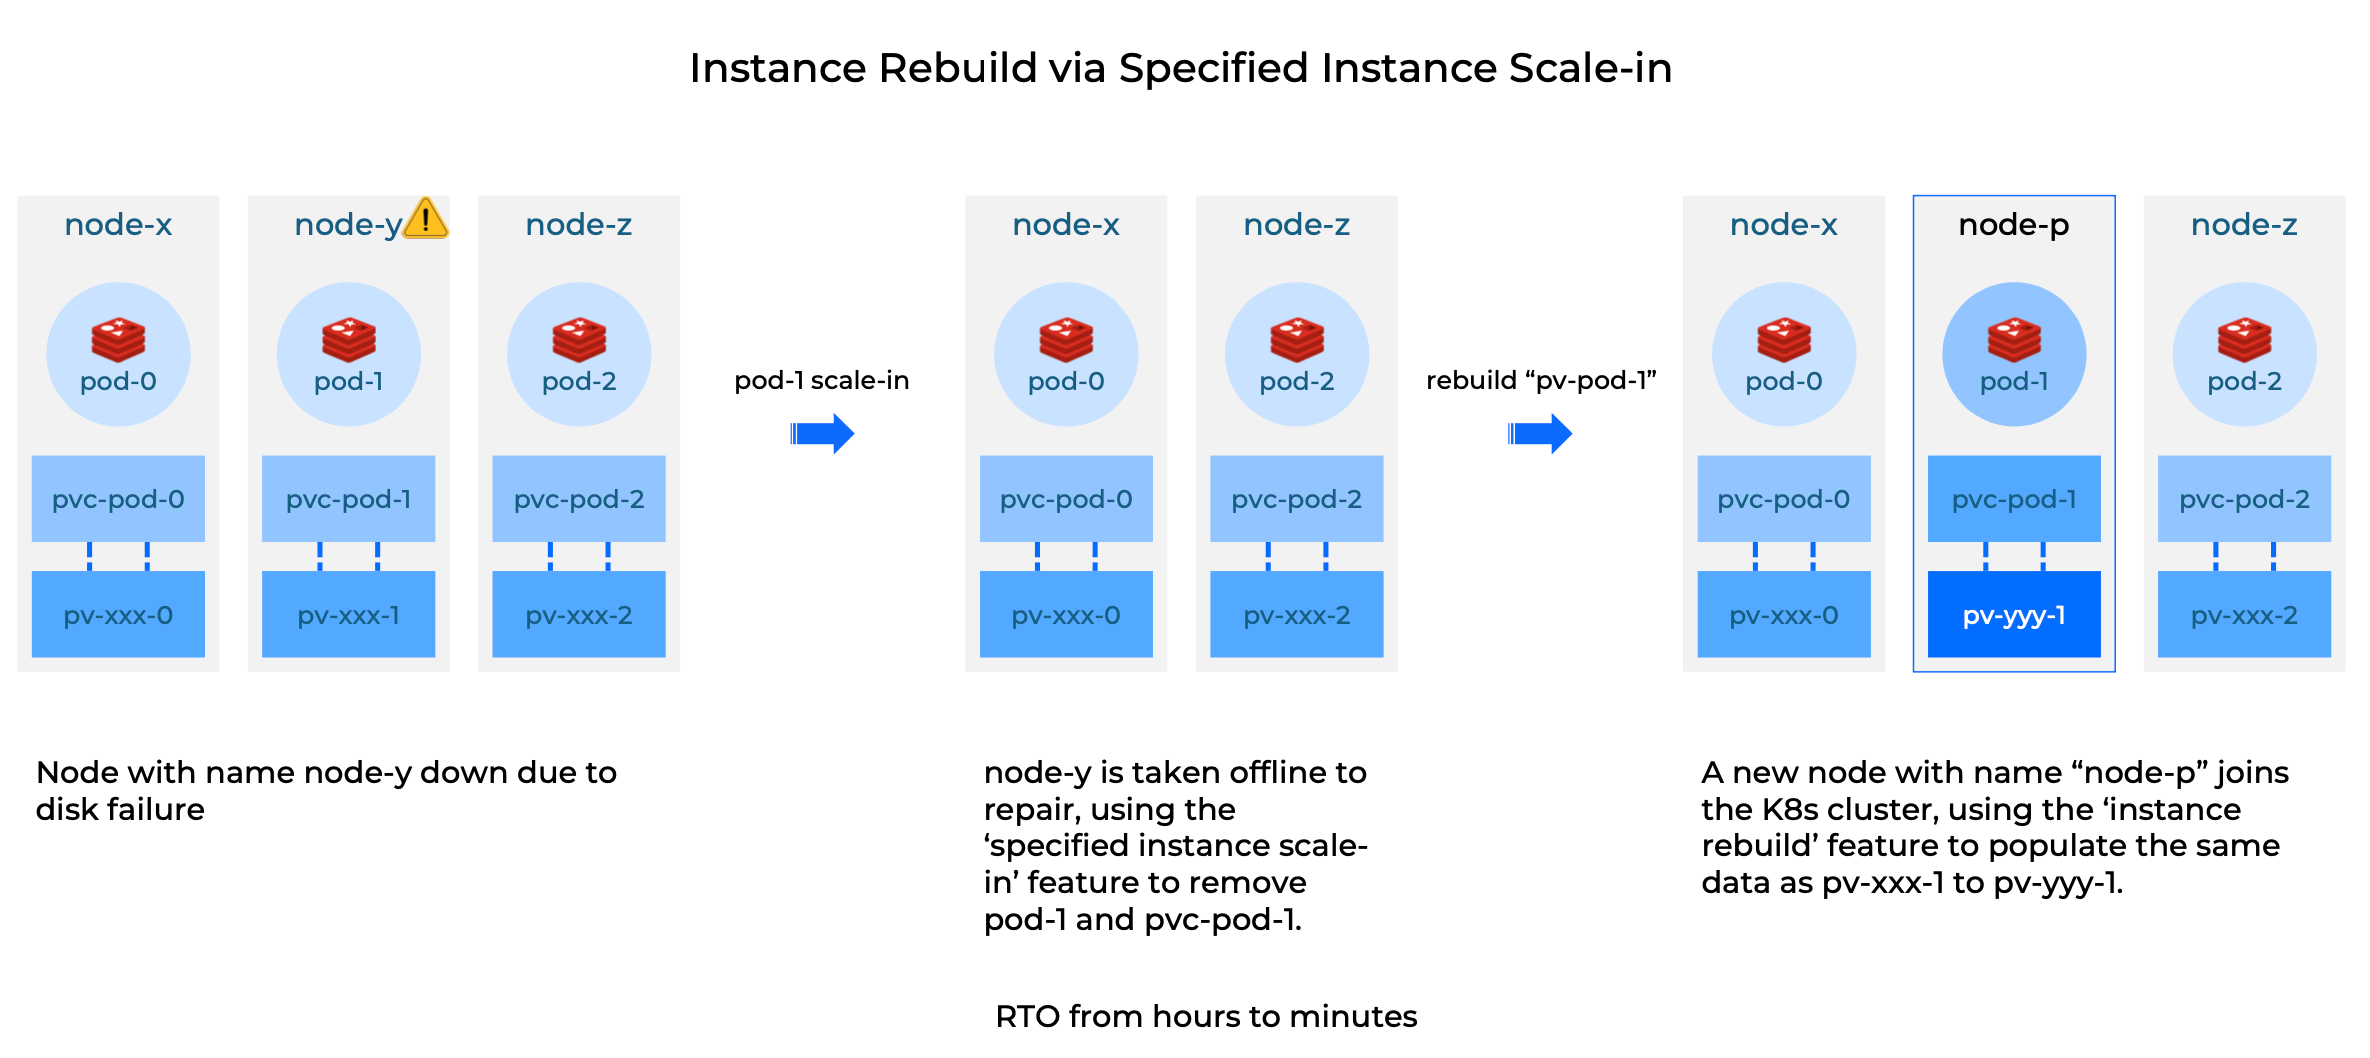 Instance Rebuild via Specified Instance Scale-in
node-x
node-y
node-z
pod-0
pod-1
pod-2
pvc-pod-0
pvc-pod-1
pvc-pod-2
pv-xxx-0
pv-xxx-1
pv-xxx-2
Node with name node-y down due to
disk failure
pod-1 scale-in
node-x
node-z
pod-0
pod-2
pvc-pod-0
pvc-pod-2
pv-xxx-0
pv-xxx-2
node-y is taken offline to
repair, using the
‘specified instance scale-
in’ feature to remove
pod-1 and pvc-pod-1.
rebuild “pv-pod-1”
node-x
node-p
node-z
pod-0
pod-1
pod-2
pvc-pod-0
pvc-pod-1
pvc-pod-2
pv-xxx-0
pv-yyy-1
pv-xxx-2
A new node with name “node-p” joins
the K8s cluster, using the ‘instance
rebuild’ feature to populate the same
data as pv-xxx-1 to pv-yyy-1.
RTO from hours to minutes